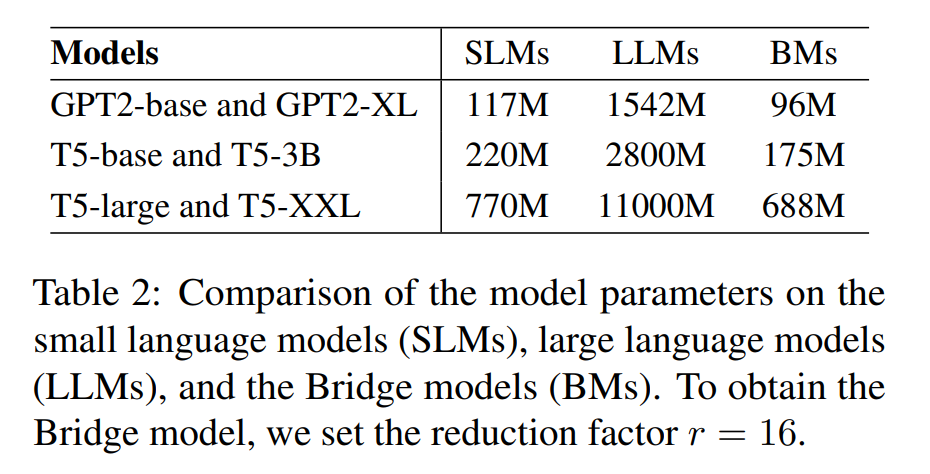 Models SLMs LLMs BMs
GPT2-base and GPT2-XL 117M 1542M 96M
T5-base and T5-3B 220M 2800M 175M
T5-large and T5-XXL 770M 11000M 688M
Table 2: Comparison of the model parameters on the
small language models (SLMs), large language models
(LLMs), and the Bridge models (BMs). To obtain the
Bridge model, we set the reduction factor r = 16.